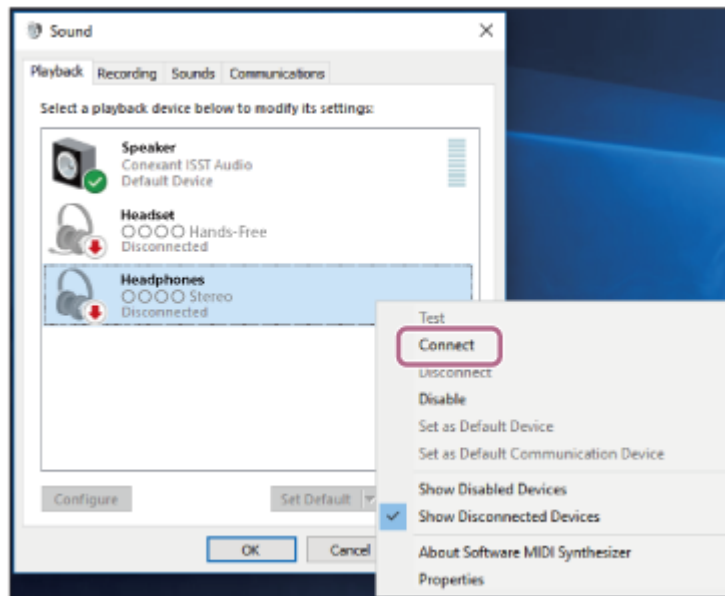 Sound
Playback Recording Sounds Communications
Select a playback device below to modify its settings:
Speaker
Conexant ISST Audio
Default Device
Headset
○○○○ Hands-Free
Disconnected
Headphones
○○○○ Stereo
Disconnected
Test
Connect
Disconnect
Disable
Set as Default Device
Set as Default Communication Device
Show Disabled Devices
Show Disconnected Devices
About Software MIDI Synthesizer
Properties
Configure
Set Default
OK
Cancel